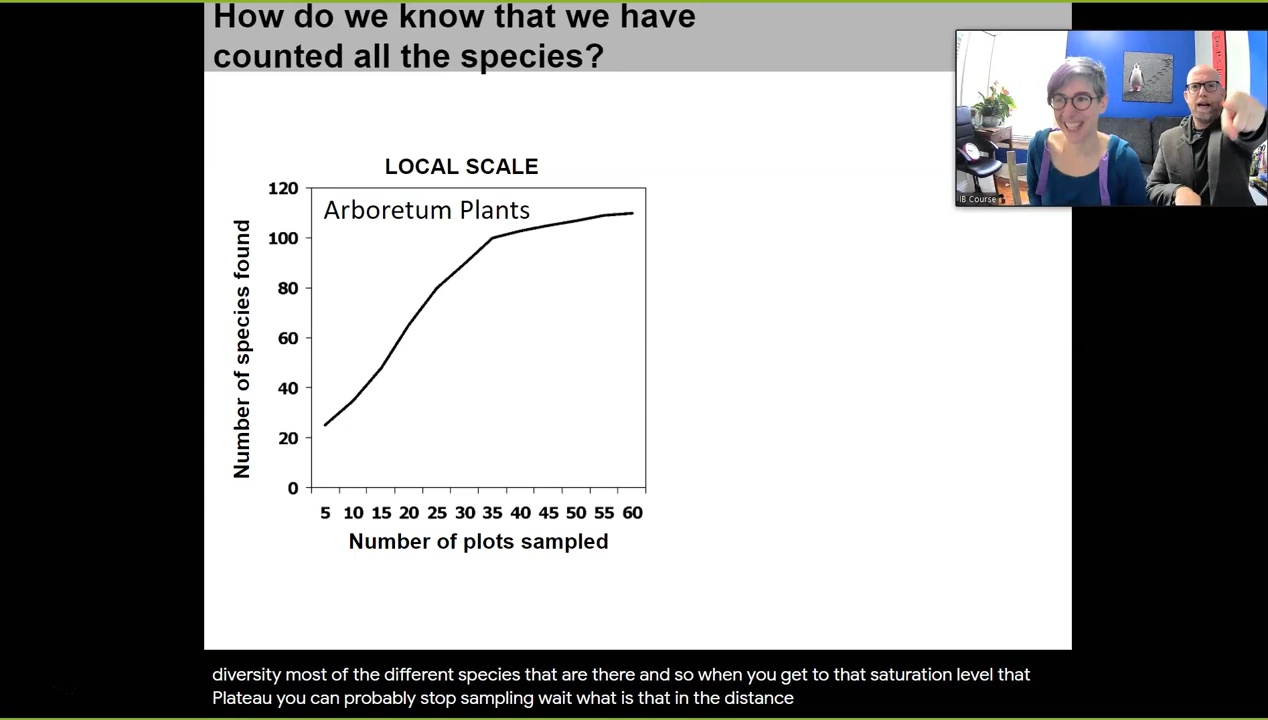 How do we know that we have
counted all the species?
IB Course
LOCAL SCALE
Arboretum Plants
Number of species found
120
100
80
60
40
20
0
5 10 15 20 25 30 35 40 45 50 55 60
Number of plots sampled
diversity most of the different species that are there and so when you get to that saturation level that
Plateau you can probably stop sampling wait what is that in the distance